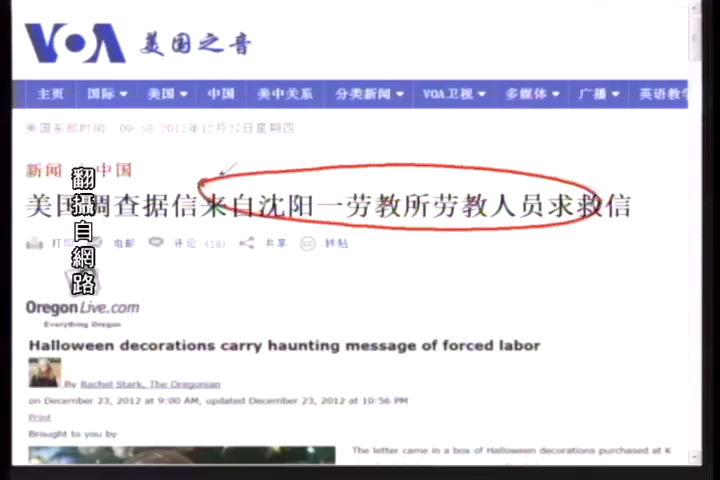 VOA 美国之音
主页 国际 美国 中国 美中关系 分类新闻 VOA卫视 多媒体 广播 英语教学
美国东部时间: 09:58 2012年12月27日星期四
新闻 中国
美国调查据信来自沈阳一劳教所劳教人员求救信
打印 电邮 评论 (18) 共享 转贴
翻攝自網路
OregonLive.com
Everything Oregon
Halloween decorations carry haunting message of forced labor
By Rachel Stark, The Oregonian
on December 23, 2012 at 9:00 AM, updated December 23, 2012 at 10:56 PM
Print
Brought to you by
The letter came in a box of Halloween decorations purchased at K